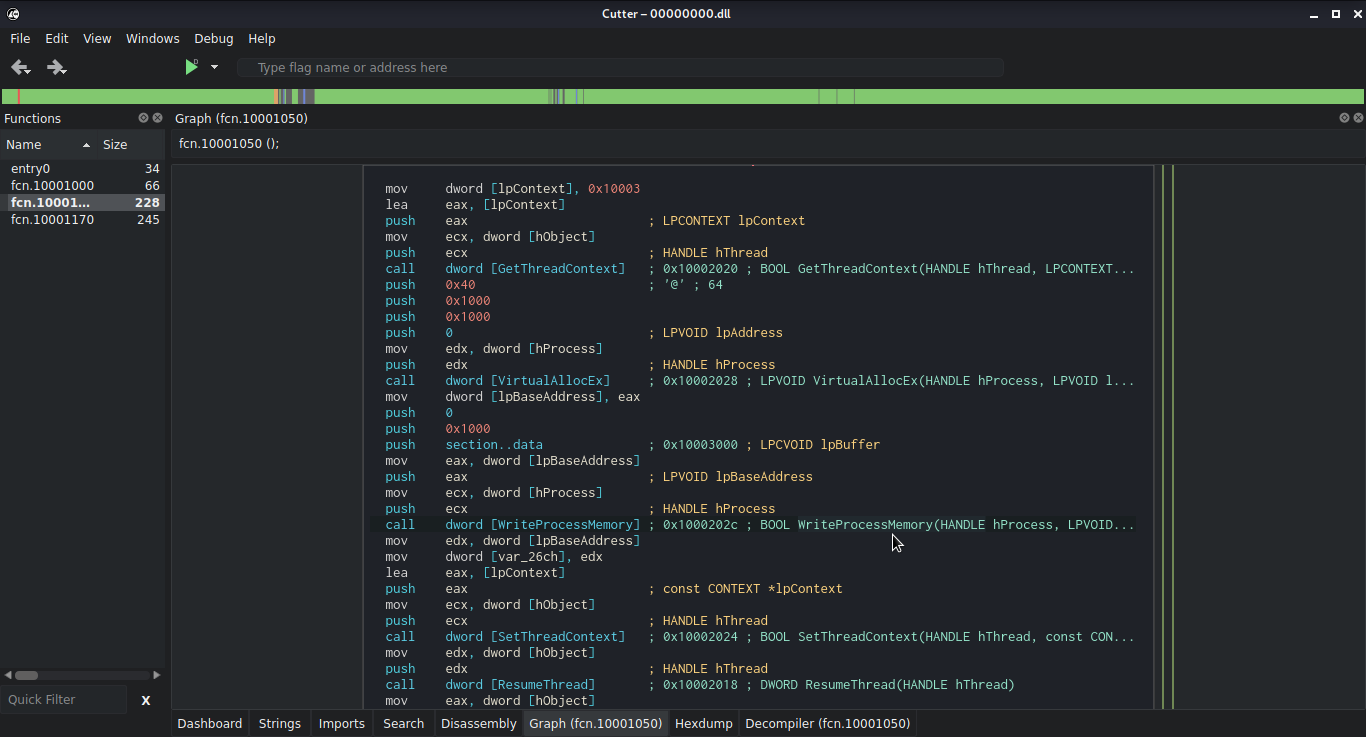 Cutter – 00000000.dll
File Edit View Windows Debug Help
Type flag name or address here
Functions
Graph (fcn.10001050)
Name Size
fcn.10001050 ();
entry0 34
fcn.10001000 66
fcn.10001... 228
fcn.10001170 245
mov dword [lpContext], 0x10003
lea eax, [lpContext]
push eax ; LPCONTEXT lpContext
mov ecx, dword [hObject]
push ecx ; HANDLE hThread
call dword [GetThreadContext] ; 0x10002020 ; BOOL GetThreadContext(HANDLE hThread, LPCONTEXT...
push 0x40 ; '@' ; 64
push 0x1000
push 0x1000
push 0 ; LPVOID lpAddress
mov edx, dword [hProcess]
push edx ; HANDLE hProcess
call dword [VirtualAllocEx] ; 0x10002028 ; LPVOID VirtualAllocEx(HANDLE hProcess, LPVOID l...
mov dword [lpBaseAddress], eax
push 0
push 0x1000
push section..data ; 0x10003000 ; LPCVOID lpBuffer
mov eax, dword [lpBaseAddress]
push eax ; LPVOID lpBaseAddress
mov ecx, dword [hProcess]
push ecx ; HANDLE hProcess
call dword [WriteProcessMemory] ; 0x1000202c ; BOOL WriteProcessMemory(HANDLE hProcess, LPVOID...
mov edx, dword [lpBaseAddress]
mov dword [var_26ch], edx
lea eax, [lpContext]
push eax ; const CONTEXT *lpContext
mov ecx, dword [hObject]
push ecx ; HANDLE hThread
call dword [SetThreadContext] ; 0x10002024 ; BOOL SetThreadContext(HANDLE hThread, const CON...
mov edx, dword [hObject]
push edx ; HANDLE hThread
call dword [ResumeThread] ; 0x10002018 ; DWORD ResumeThread(HANDLE hThread)
mov eax, dword [hObject]
Quick Filter X
Dashboard Strings Imports Search Disassembly Graph (fcn.10001050) Hexdump Decompiler (fcn.10001050)